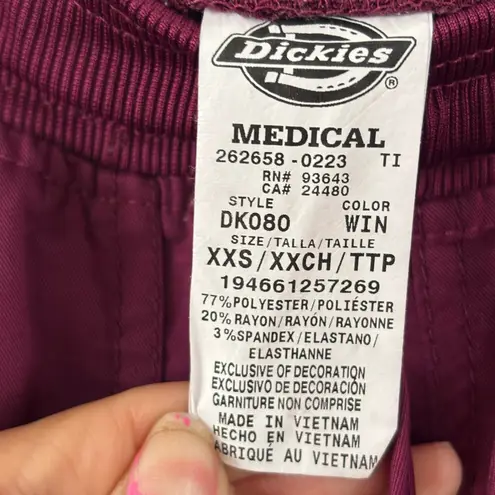 Dickies ®
MEDICAL
262658-0223 TI
RN# 93643
CA# 24480
STYLE COLOR
DK080 WIN
SIZE/TALLA/TAILLE
XXS/XXCH/TTP
194661257269
77%POLYESTER/POLIÉSTER
20%RAYON/RAYÓN/RAYONNE
3%SPANDEX/ELASTANO/
ELASTHANNE
EXCLUSIVE OF DECORATION
EXCLUSIVO DE DECORACIÓN
GARNITURE NON COMPRISE
MADE IN VIETNAM
HECHO EN VIETNAM
ABRIQUÉ AU VIETNAM